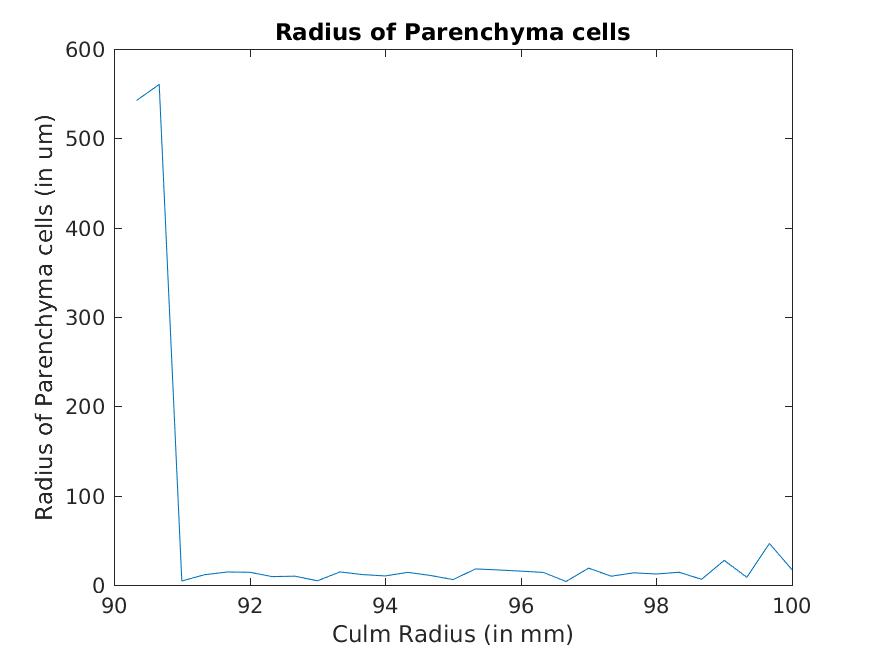 Radius of Parenchyma cells
600
500
400
300
200
100
0
Radius of Parenchyma cells (in um)
90 92 94 96 98 100
Culm Radius (in mm)